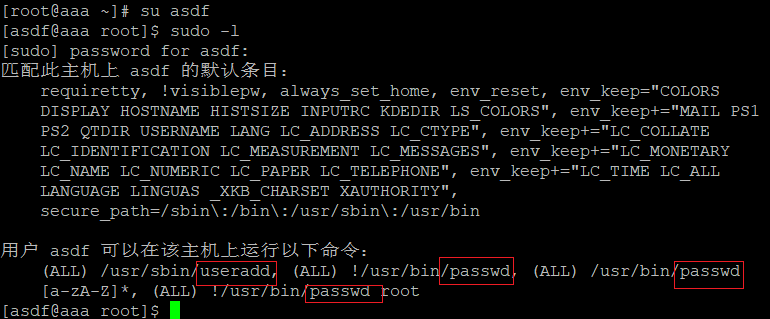 [root@aaa ~]# su asdf
[asdf@aaa root]$ sudo -l
[sudo] password for asdf:
匹配此主机上 asdf 的默认条目：
requiretty, !visiblepw, always_set_home, env_reset, env_keep="COLORS
DISPLAY HOSTNAME HISTSIZE INPUTRC KDEDIR LS_COLORS", env_keep+="MAIL PS1
PS2 QTDIR USERNAME LANG LC_ADDRESS LC_CTYPE", env_keep+="LC_COLLATE
LC_IDENTIFICATION LC_MEASUREMENT LC_MESSAGES", env_keep+="LC_MONETARY
LC_NAME LC_NUMERIC LC_PAPER LC_TELEPHONE", env_keep+="LC_TIME LC_ALL
LANGUAGE LINGUAS _XKB_CHARSET XAUTHORITY",
secure_path=/sbin\:/bin\:/usr/sbin\:/usr/bin
用户 asdf 可以在该主机上运行以下命令：
(ALL) /usr/sbin/useradd, (ALL) !/usr/bin/passwd, (ALL) /usr/bin/passwd
[a-zA-Z]*, (ALL) !/usr/bin/passwd root
[asdf@aaa root]$